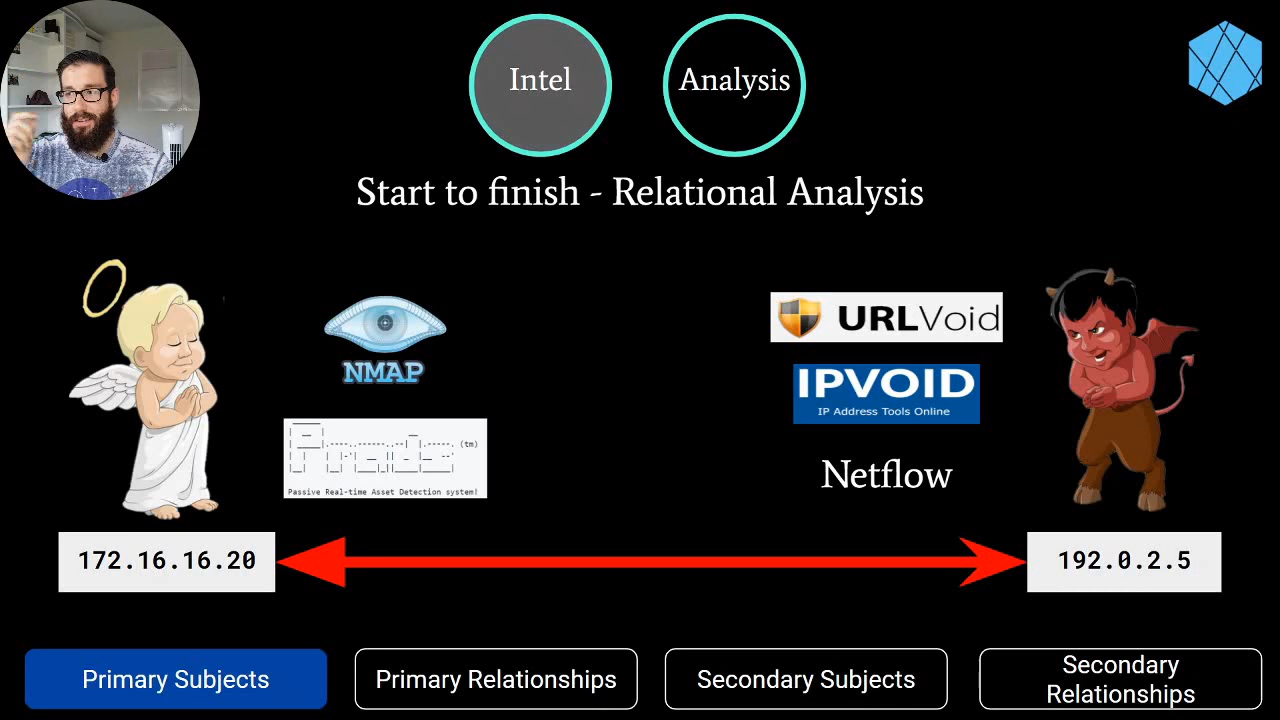 Intel
Analysis
Start to finish - Relational Analysis
NMAP
(tm)
Passive Real-time Asset Detection system!
URLVoid
IPVOID
IP Address Tools Online
Netflow
172.16.16.20
192.0.2.5
Primary Subjects
Primary Relationships
Secondary Subjects
Secondary
Relationships